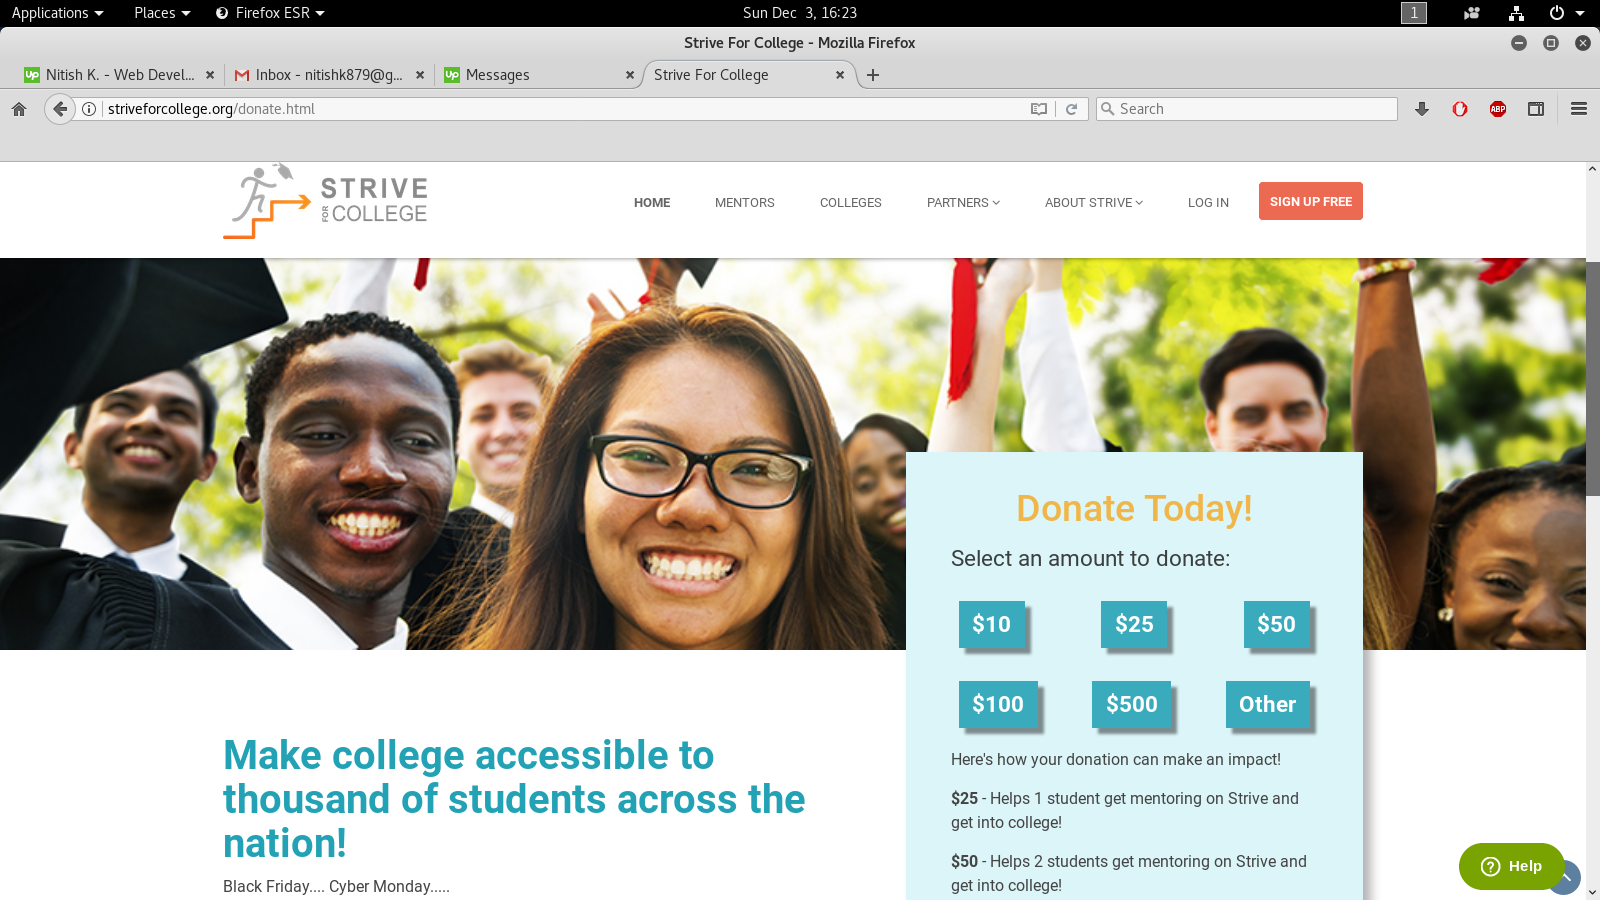 Applications Places Firefox ESR Sun Dec 3, 16:23 1
Strive For College - Mozilla Firefox
Up Nitish K. - Web Devel... Inbox - nitishk879@g... Up Messages Strive For College
striveforcollege.org/donate.html Search ABP
STRIVE
FOR COLLEGE
HOME MENTORS COLLEGES PARTNERS ABOUT STRIVE LOG IN SIGN UP FREE
Donate Today!
Select an amount to donate:
$10 $25 $50
$100 $500 Other
Here's how your donation can make an impact!
$25 - Helps 1 student get mentoring on Strive and
get into college!
$50 - Helps 2 students get mentoring on Strive and
get into college!
Make college accessible to
thousand of students across the
nation!
Black Friday.... Cyber Monday.....
Help